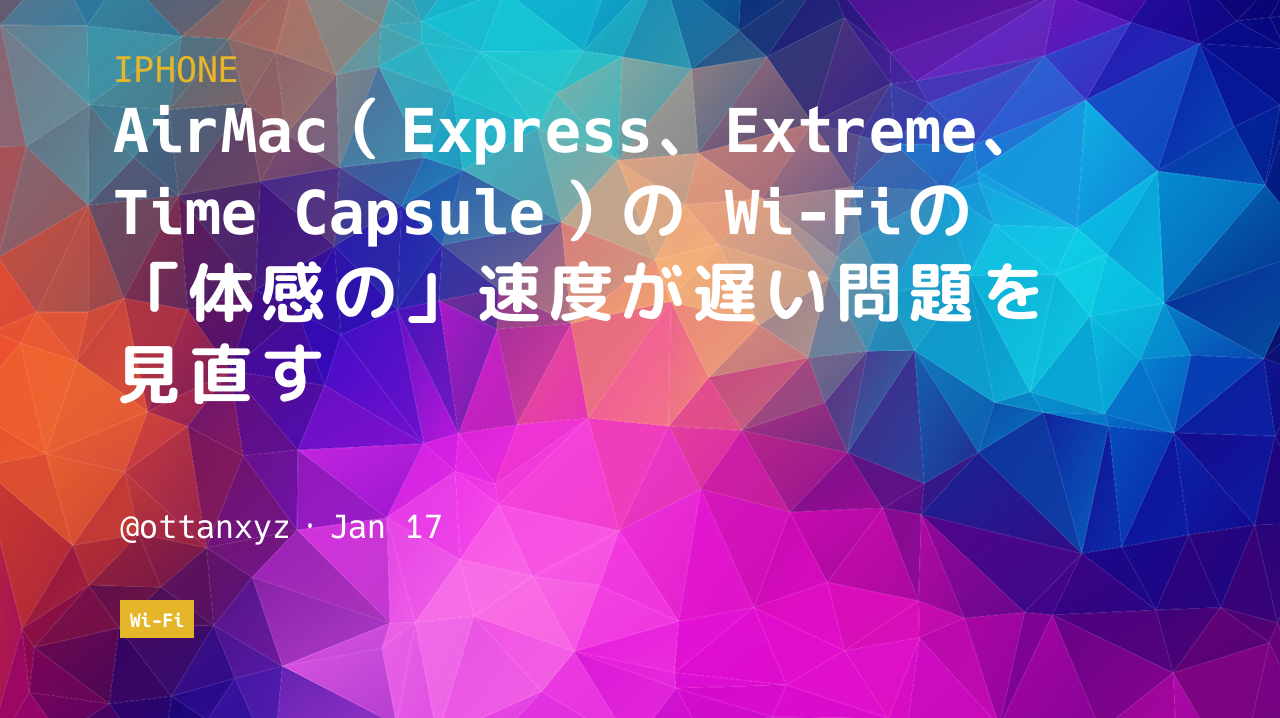 IPHONE
AirMac（Express、Extreme、
Time Capsule）の Wi-Fiの
「体感の」速度が遅い問題を
見直す
@ottanxyz · Jan 17
Wi-Fi